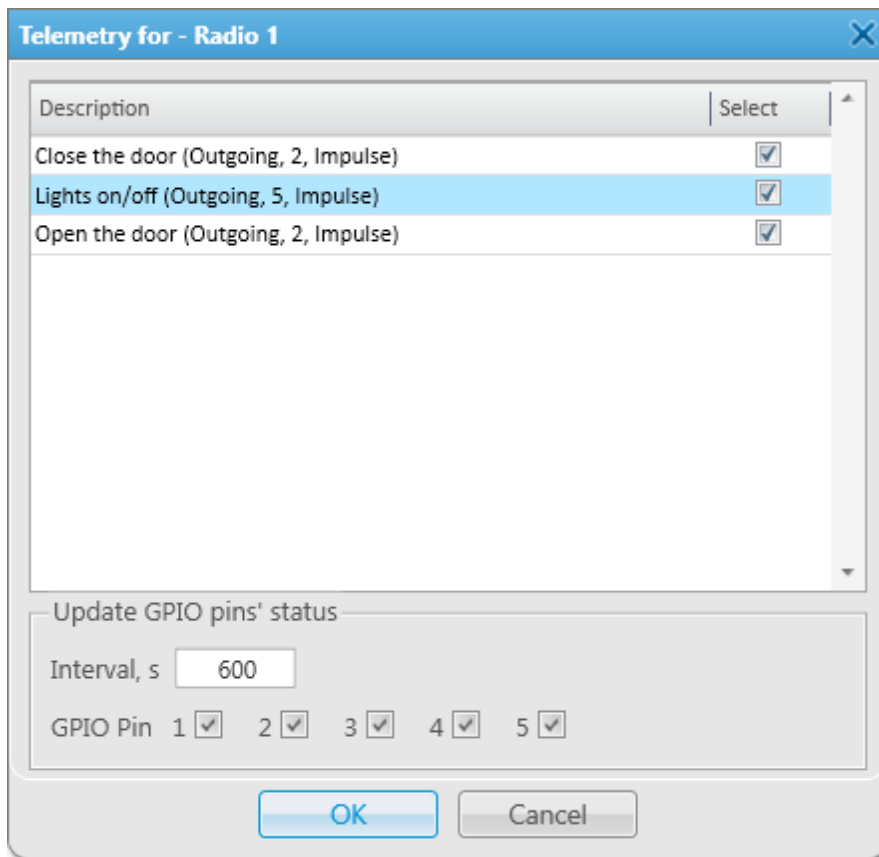 Telemetry for - Radio 1
Description Select
Close the door (Outgoing, 2, Impulse)
Lights on/off (Outgoing, 5, Impulse)
Open the door (Outgoing, 2, Impulse)
Update GPIO pins' status
Interval, s 600
GPIO Pin 1 2 3 4 5
OK Cancel